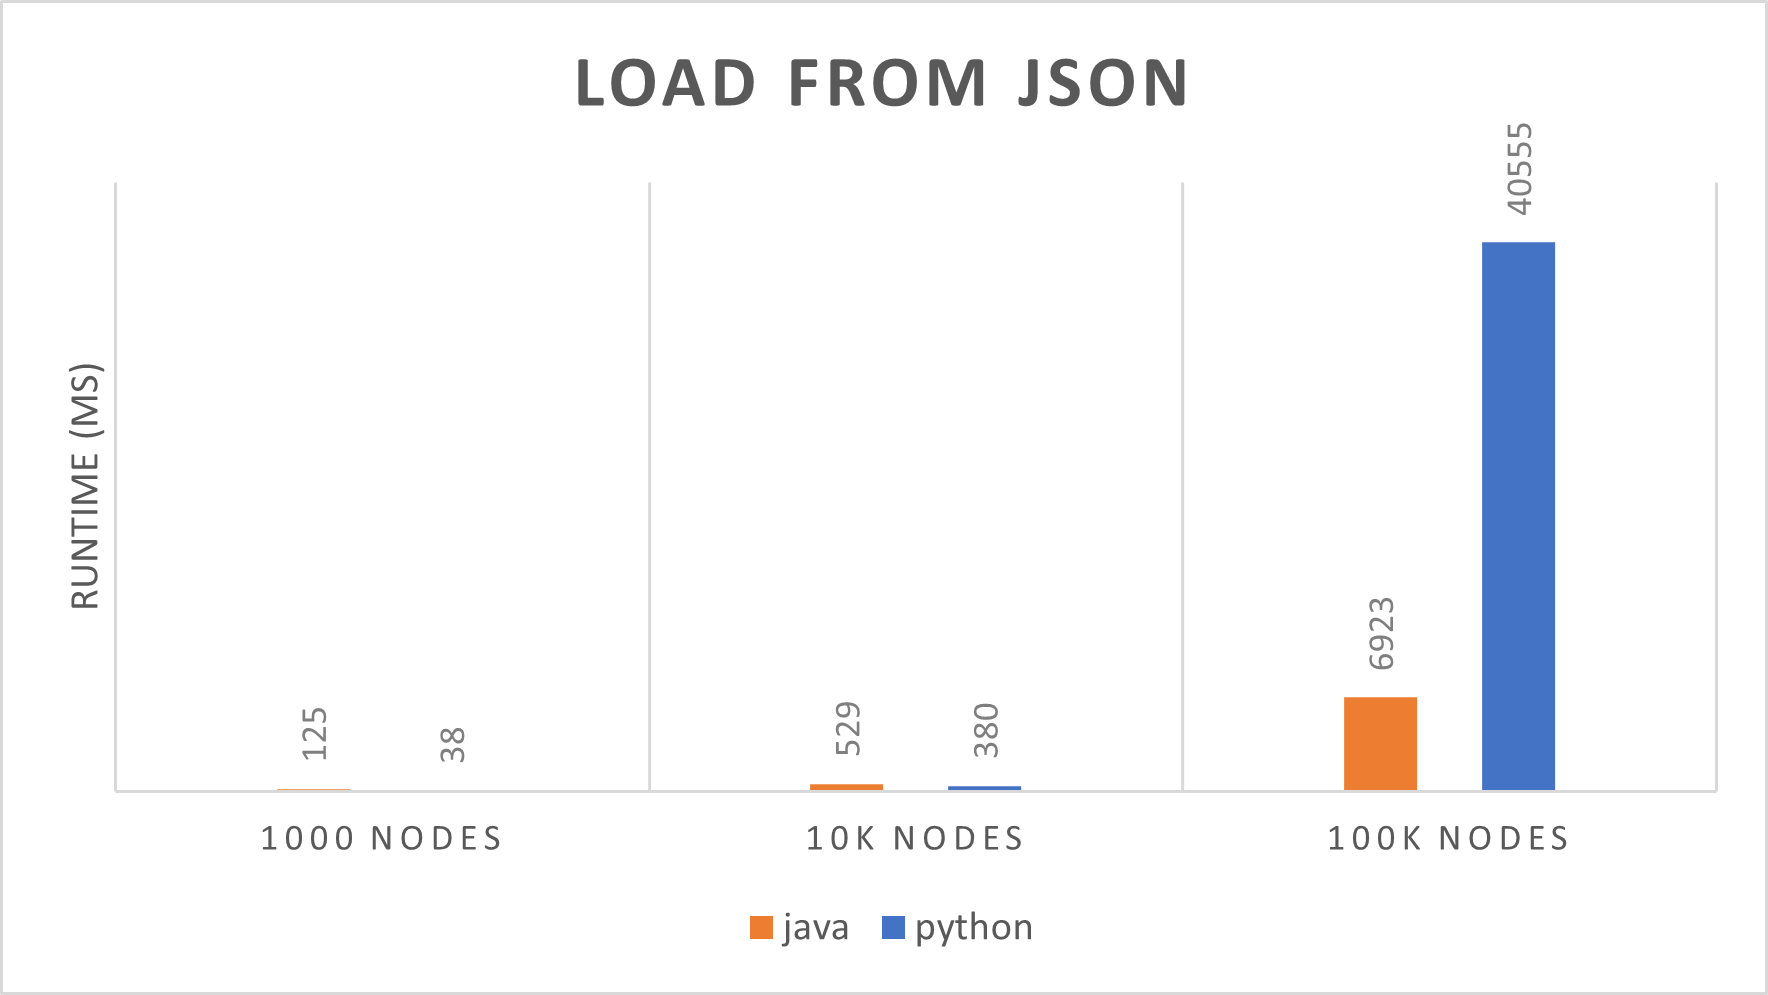 LOAD FROM JSON
RUNTIME (MS)
125
38
529
380
6923
40555
1000 NODES
10K NODES
100K NODES
java
python